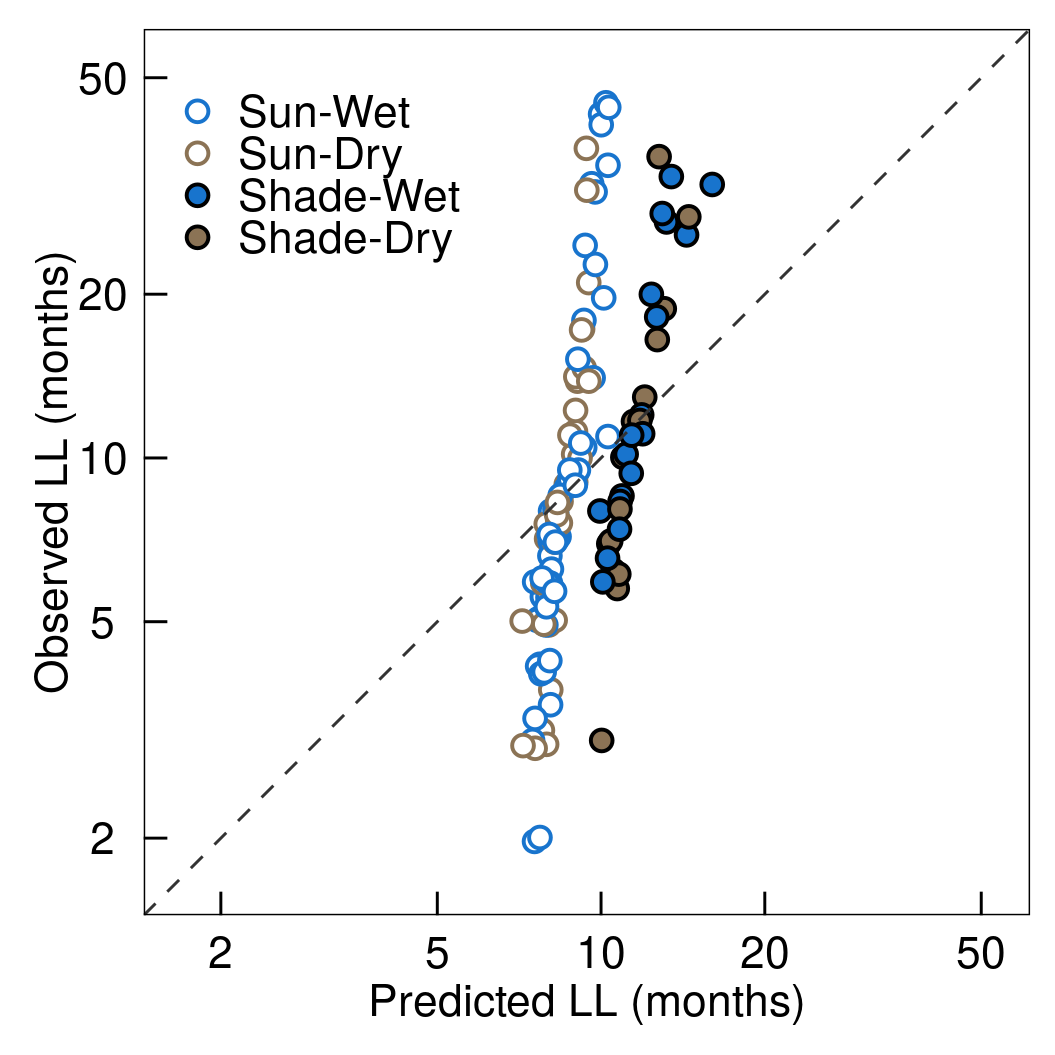 50
Sun-Wet
Sun-Dry
Shade-Wet
Shade-Dry
20
10
5
2
Observed LL (months)
2 5 10 20 50
Predicted LL (months)